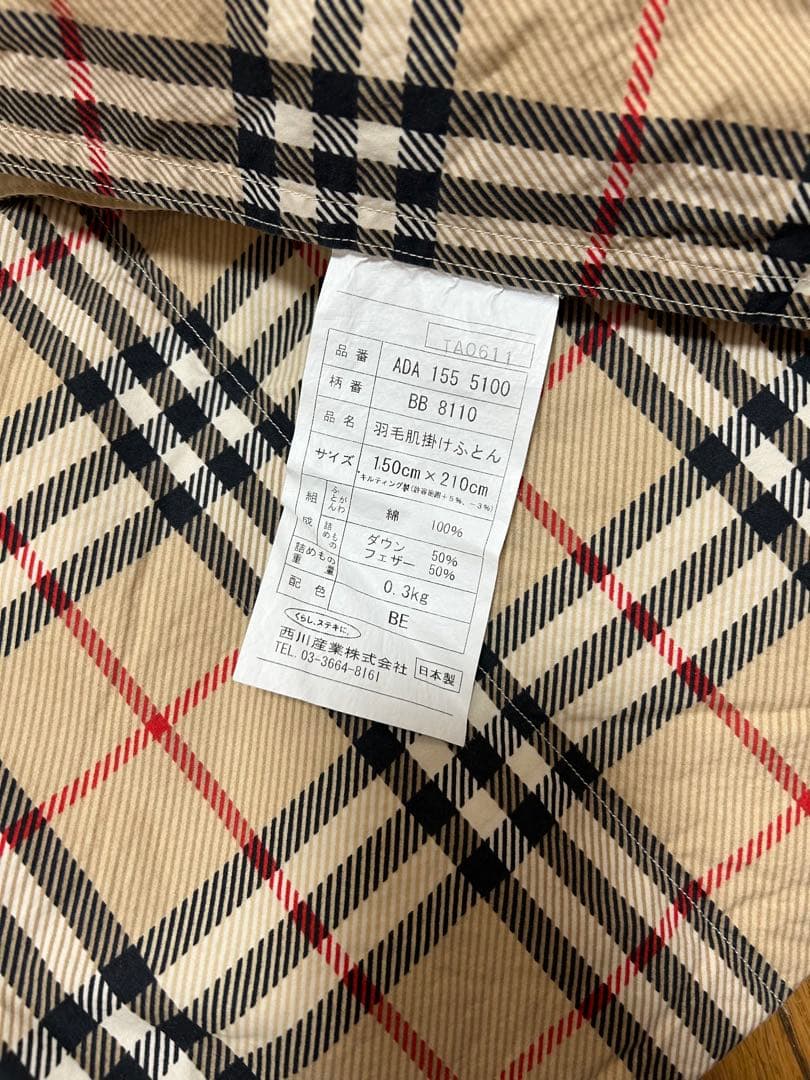 TA0611
品番 ADA 155 5100
柄番 BB 8110
品名 羽毛肌掛けふとん
サイズ 150cm×210cm
*キルティング製(許容範囲+5%、-3%)
組成 ふとんがわ 綿 100%
詰めもの ダウン 50%
フェザー 50%
詰めもの重量 0.3kg
配色 BE
くらし、ステキに。
西川産業株式会社
TEL. 03-3664-8161 日本製